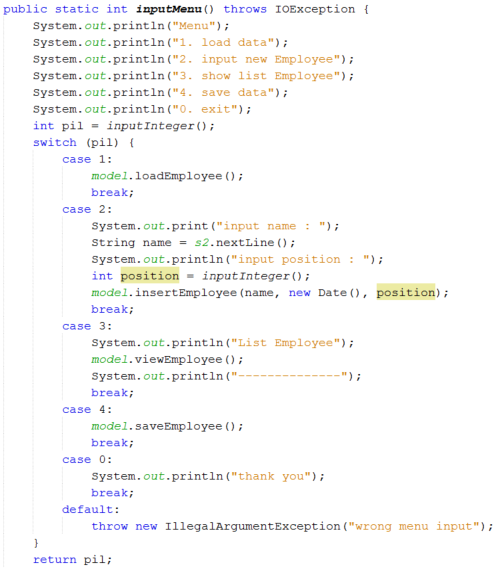 public static int inputMenu() throws IOException {
    System.out.println("Menu");
    System.out.println("1. load data");
    System.out.println("2. input new Employee");
    System.out.println("3. show list Employee");
    System.out.println("4. save data");
    System.out.println("0. exit");
    int pil = inputInteger();
    switch (pil) {
        case 1:
            model.loadEmployee();
            break;
        case 2:
            System.out.print("input name : ");
            String name = s2.nextLine();
            System.out.println("input position : ");
            int position = inputInteger();
            model.insertEmployee(name, new Date(), position);
            break;
        case 3:
            System.out.println("List Employee");
            model.viewEmployee();
            System.out.println("--------------");
            break;
        case 4:
            model.saveEmployee();
            break;
        case 0:
            System.out.println("thank you");
            break;
        default:
            throw new IllegalArgumentException("wrong menu input");
    }
    return pil;